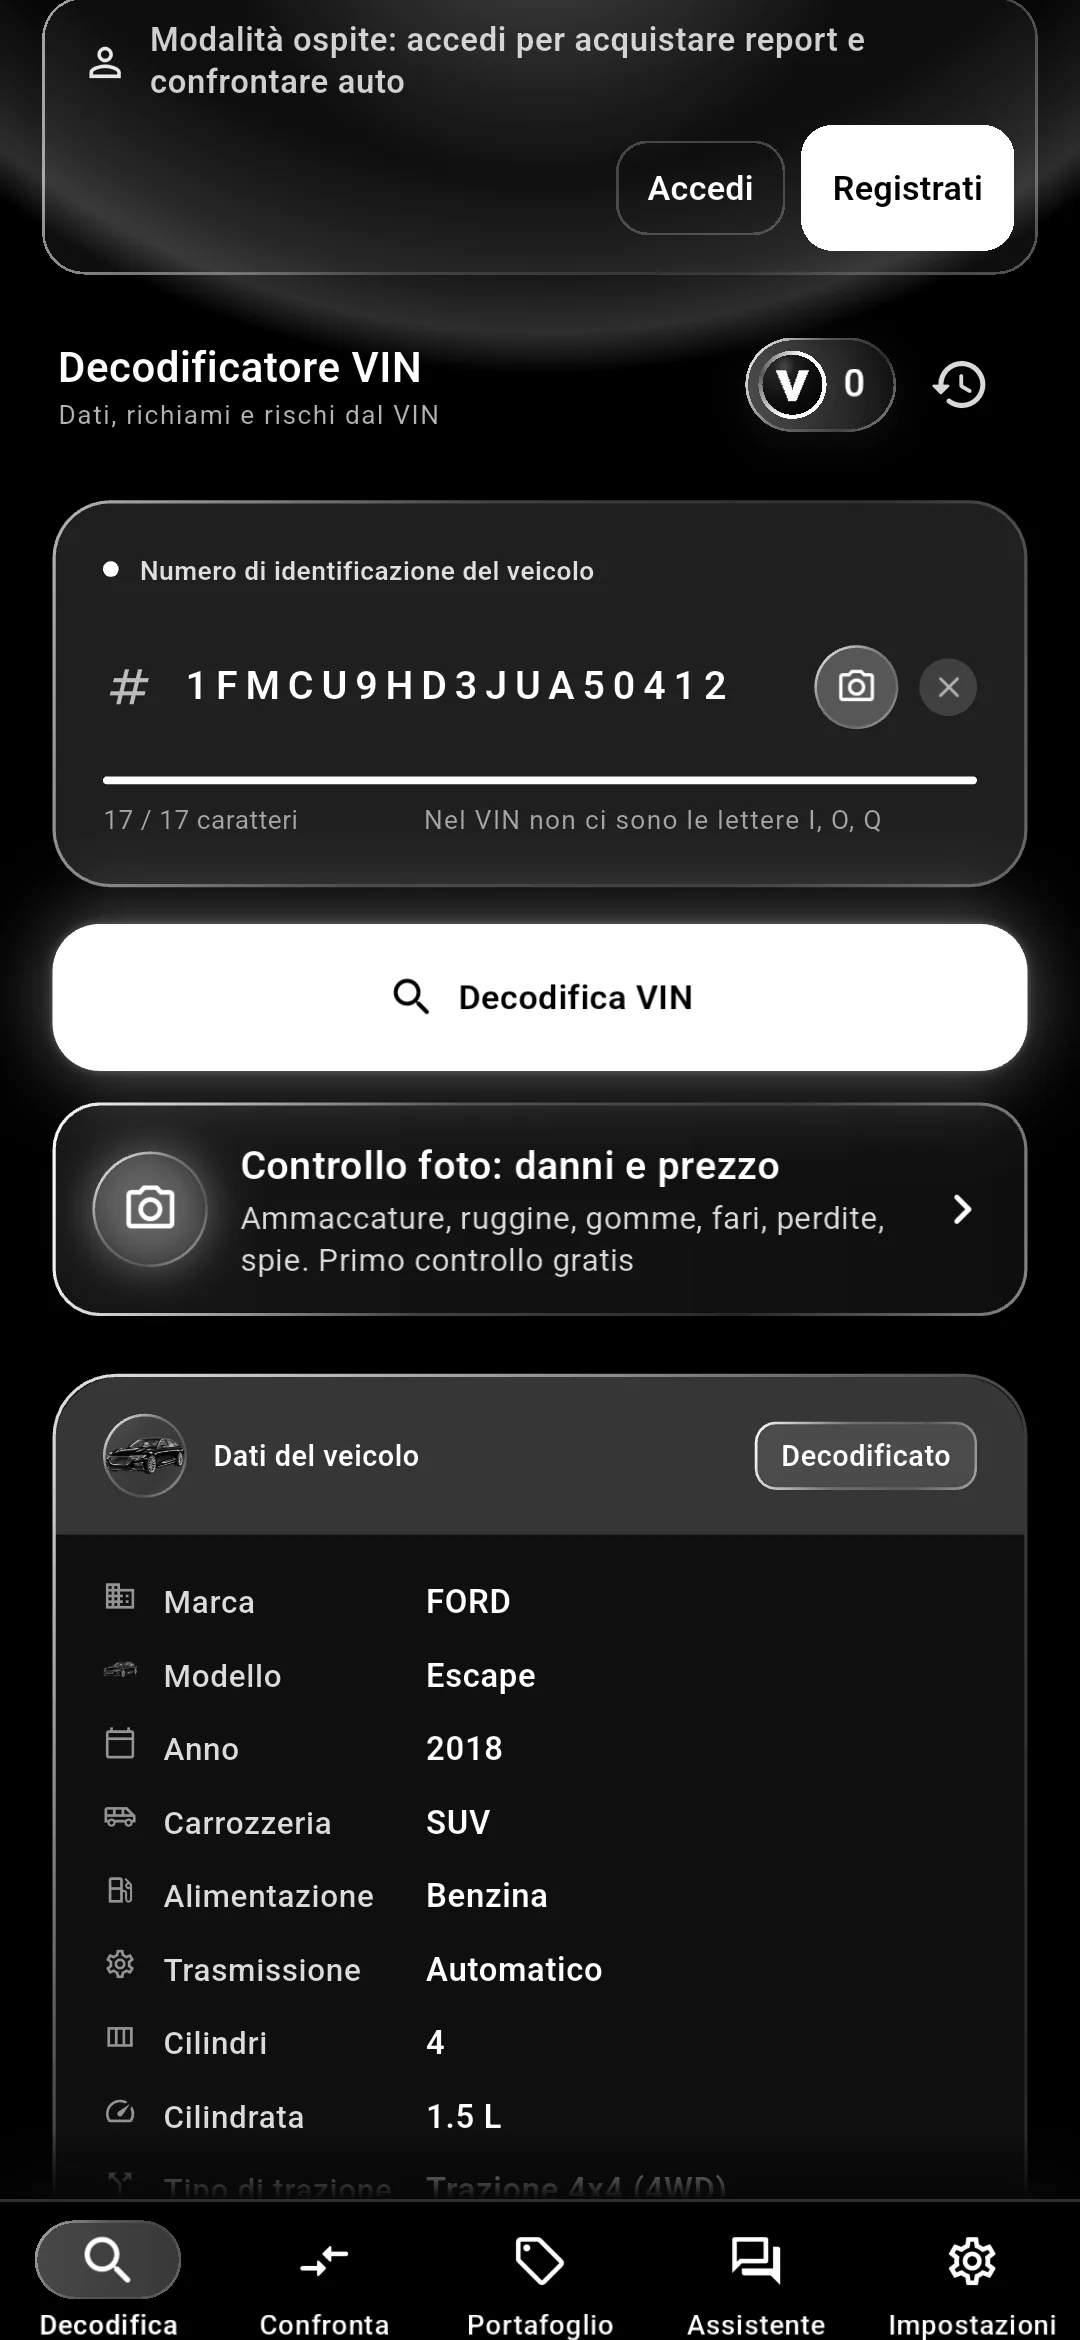 Modalità ospite: accedi per acquistare report e
confrontare auto
Accedi
Registrati
Decodificatore VIN
Dati, richiami e rischi dal VIN
V 0
Numero di identificazione del veicolo
# 1FMCU9HD3JUA50412
17 / 17 caratteri
Nel VIN non ci sono le lettere I, O, Q
Decodifica VIN
Controllo foto: danni e prezzo
Ammaccature, ruggine, gomme, fari, perdite,
spie. Primo controllo gratis
Dati del veicolo
Decodificato
Marca FORD
Modello Escape
Anno 2018
Carrozzeria SUV
Alimentazione Benzina
Trasmissione Automatico
Cilindri 4
Cilindrata 1.5 L
Tipo di trazione Trazione 4x4 (4WD)
Decodifica
Confronta
Portafoglio
Assistente
Impostazioni